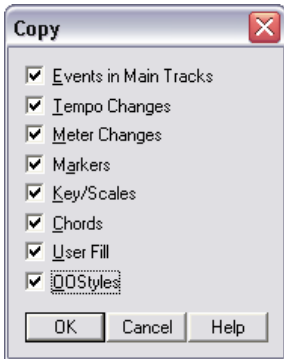 Copy
Events in Main Tracks
Tempo Changes
Meter Changes
Markers
Key/Scales
Chords
User Fill
OOStyles
OK Cancel Help